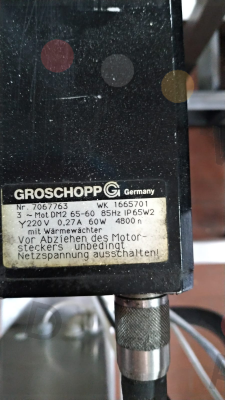 GROSCHOPP G Germany
Nr. 7067763 WK 1665701
3 ~ Mot DM2 65-60 85Hz IP65W2
Y220 V 0,27A 60W 4800 n
mit Wärmewächter
Vor Abziehen des Motor-
steckers unbedingt
Netzspannung ausschalten!